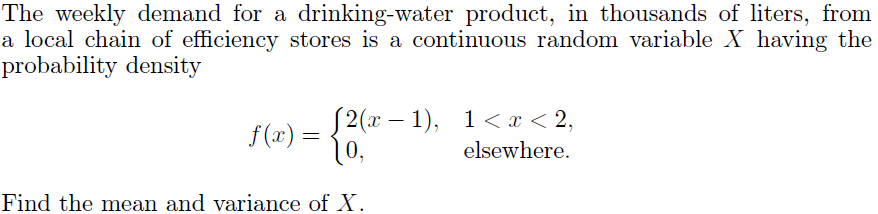 The weekly demand for a drinking-water product, in thousands of liters, from
a local chain of efficiency stores is a continuous random variable X having the
probability density
f(x) = { 2(x − 1), 1 < x < 2,
0, elsewhere.
Find the mean and variance of X.